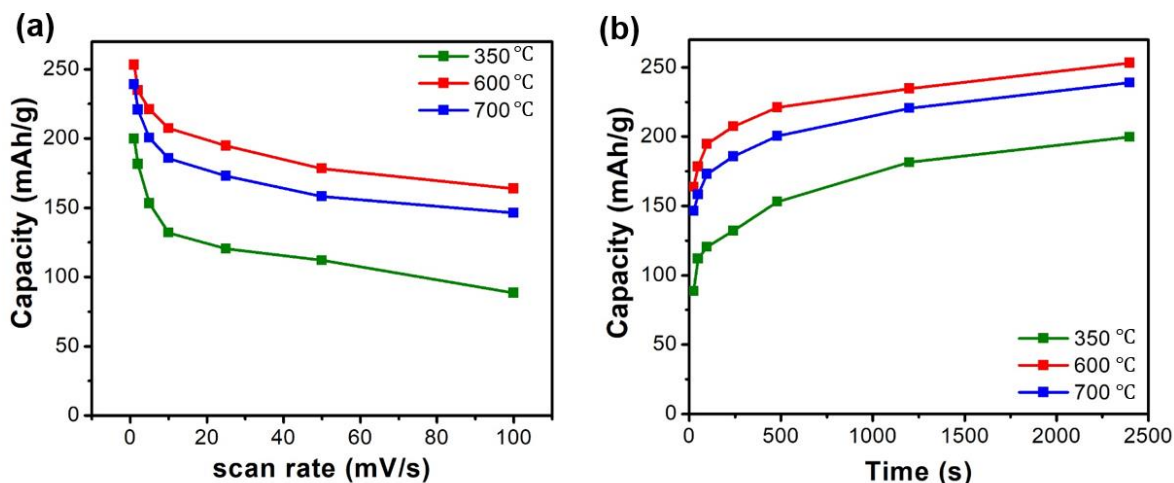 (a)
Capacity (mAh/g)
250
200
150
100
50
0
350 °C
600 °C
700 °C
0 20 40 60 80 100
scan rate (mV/s)
(b)
Capacity (mAh/g)
250
200
150
100
50
0
350 °C
600 °C
700 °C
0 500 1000 1500 2000 2500
Time (s)